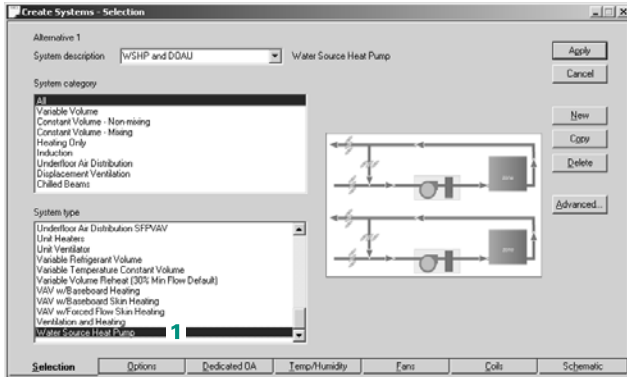 Create Systems - Selection
Alternative 1
System description
WSHP and DOAU
Water Source Heat Pump
Apply
Cancel
System category
All
Variable Volume
Constant Volume - Non-mixing
Constant Volume - Mixing
Heating Only
Induction
Underfloor Air Distribution
Displacement Ventilation
Chilled Beams
New
Copy
Delete
Advanced...
System type
Underfloor Air Distribution SFPVAV
Unit Heaters
Unit Ventilator
Variable Refrigerant Volume
Variable Temperature Constant Volume
Variable Volume Reheat (30% Min Flow Default)
VAV w/Baseboard Heating
VAV w/Baseboard Skin Heating
VAV w/Forced Flow Skin Heating
Ventilation and Heating
Water Source Heat Pump
1
Selection Options Dedicated OA Temp/Humidity Fans Coils Schematic